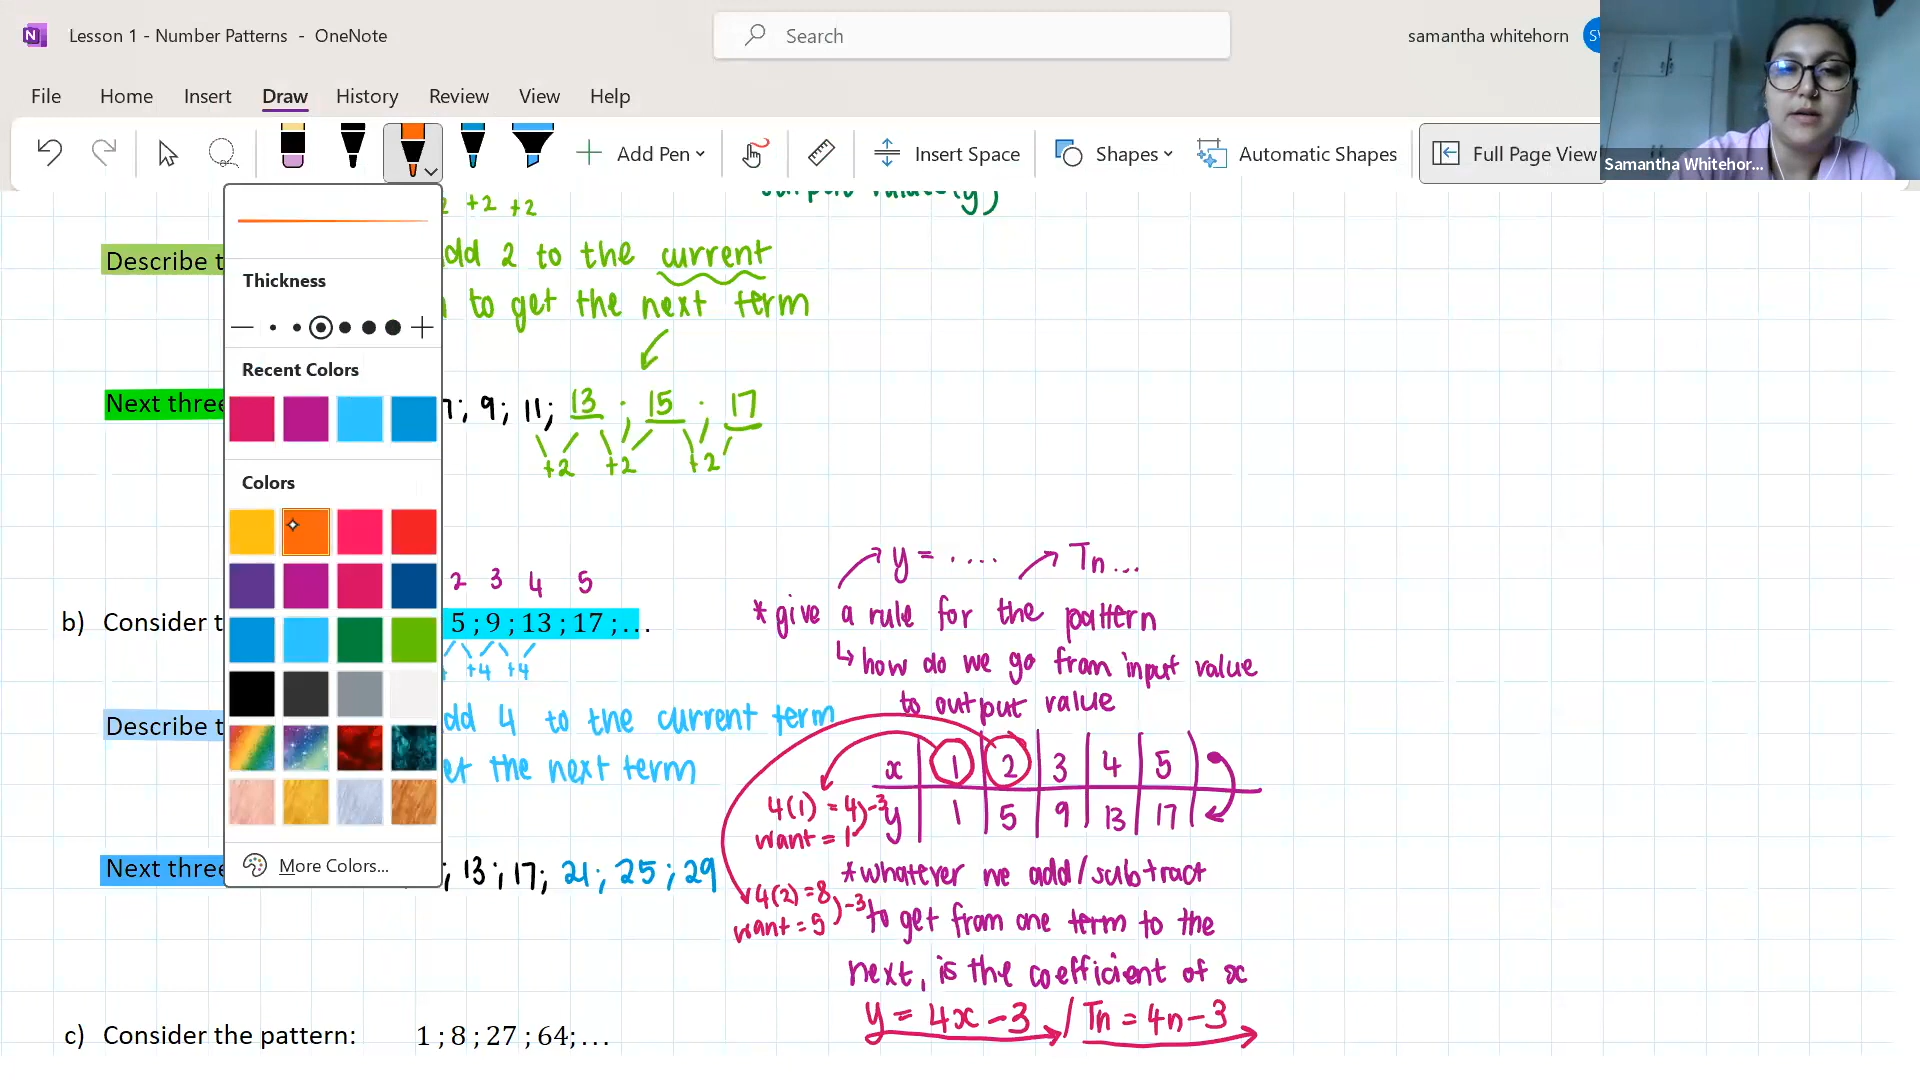 Lesson 1 - Number Patterns - OneNote
Search
samantha whitehorn
File Home Insert Draw History Review View Help
Add Pen
Insert Space
Shapes
Automatic Shapes
Full Page View
Samantha Whitehor...
+2 +2
Describe t
add 2 to the current
to get the next term
Thickness
Recent Colors
Next three
7; 9; 11; 13 ; 15 ; 17
+2 +2 +2
Colors
More Colors...
y = .... Tn...
2 3 4 5
b) Consider t
5 ; 9 ; 13 ; 17 ; ...
+4 +4
* give a rule for the pattern
↳ how do we go from input value
to output value
Describe t
add 4 to the current term
get the next term
x 1 2 3 4 5
y 1 5 9 13 17
4(1) = 4 ) -3
want = 1
Next three
; 13 ; 17; 21; 25 ; 29
4(2) = 8 ) -3
want = 5
* whatever we add/subtract
to get from one term to the
next, is the coefficient of x
y = 4x - 3 / Tn = 4n - 3
c) Consider the pattern: 1 ; 8 ; 27 ; 64; ...